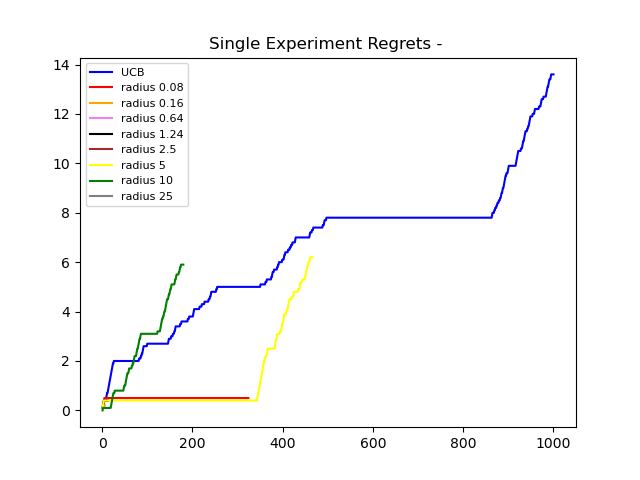 Single Experiment Regrets -
14
12
10
8
6
4
2
0
UCB
radius 0.08
radius 0.16
radius 0.64
radius 1.24
radius 2.5
radius 5
radius 10
radius 25
0 200 400 600 800 1000